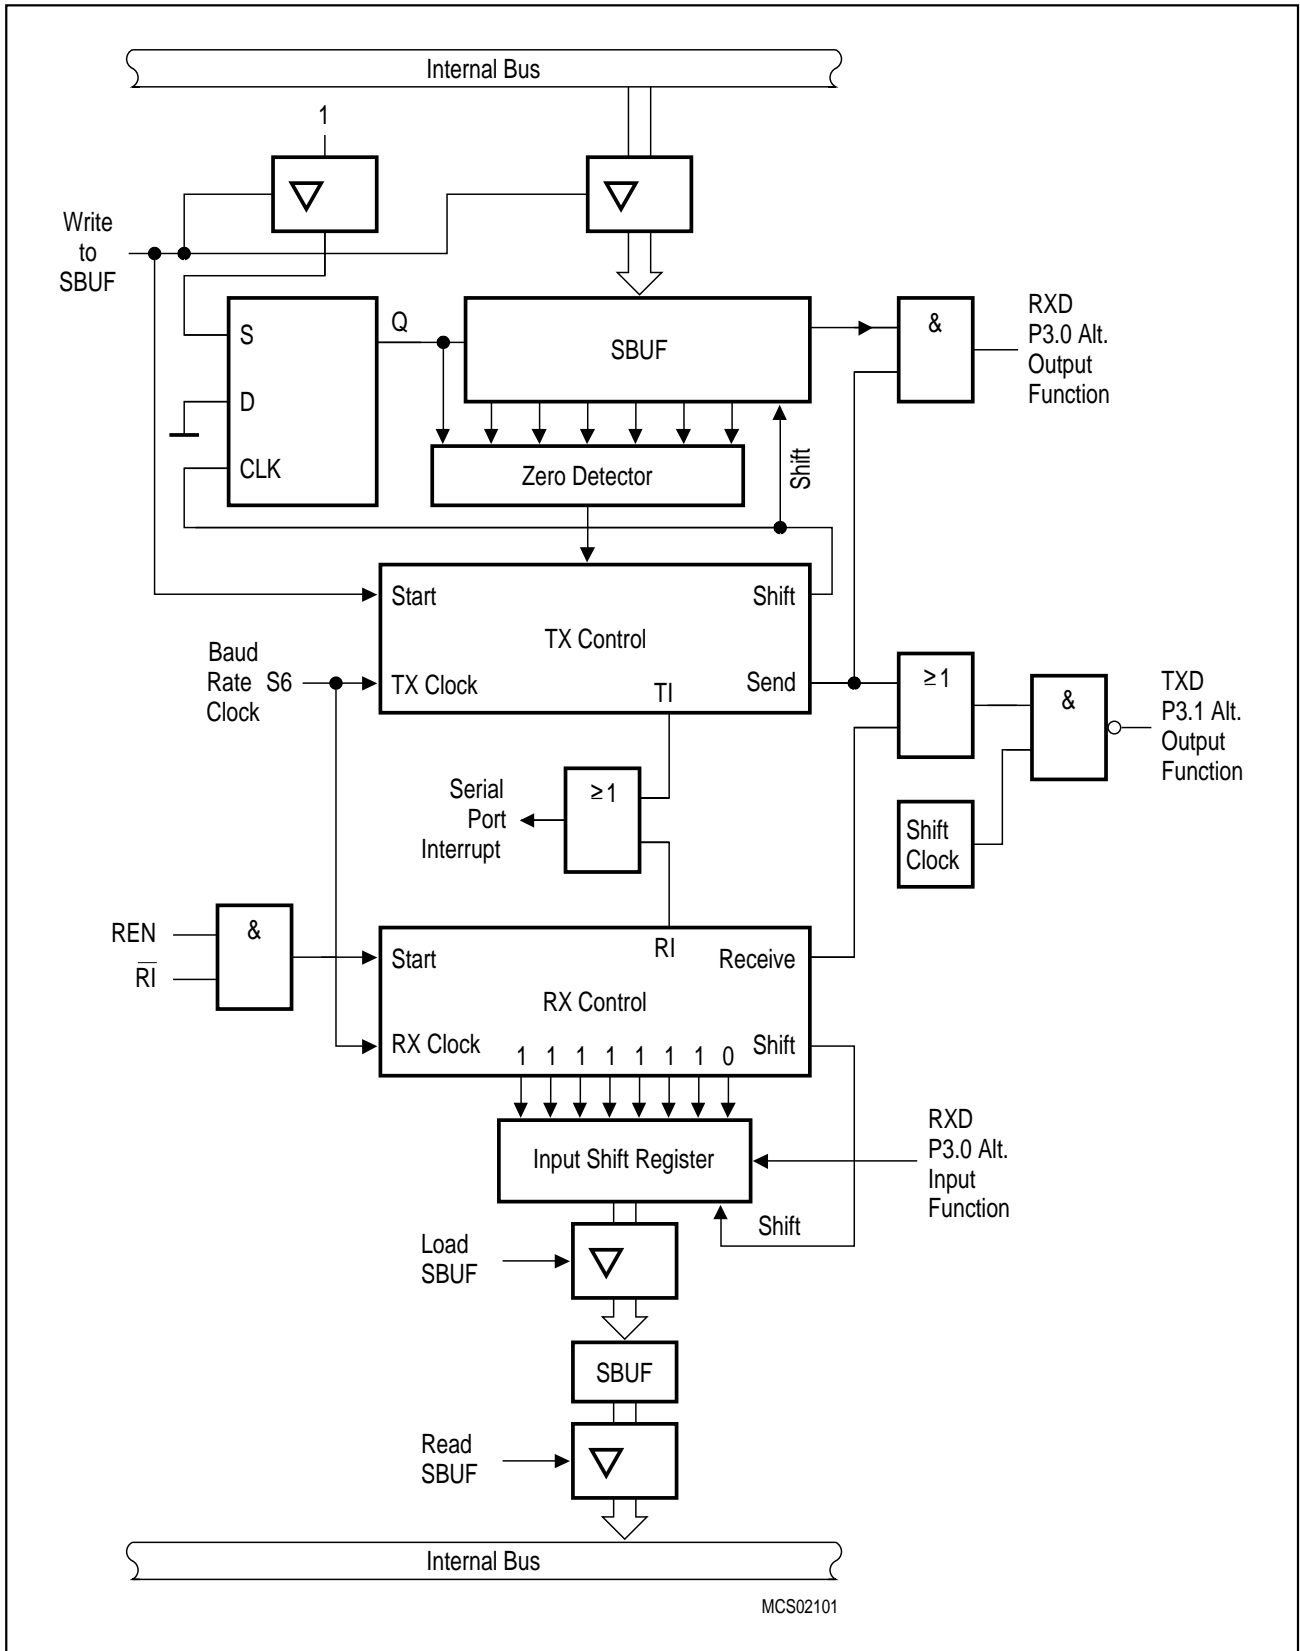 Internal Bus
1
Write
to
SBUF
S
Q
D
CLK
SBUF
&
RXD
P3.0 Alt.
Output
Function
Zero Detector
Shift
Start
Shift
TX Control
TX Clock
TI
Send
Baud
Rate S6
Clock
≥1
&
TXD
P3.1 Alt.
Output
Function
Serial
Port
Interrupt
≥1
Shift
Clock
REN
R̅I̅
&
Start
RI
Receive
RX Control
RX Clock
1 1 1 1 1 1 1 0
Shift
Input Shift Register
RXD
P3.0 Alt.
Input
Function
Shift
Load
SBUF
SBUF
Read
SBUF
Internal Bus
MCS02101